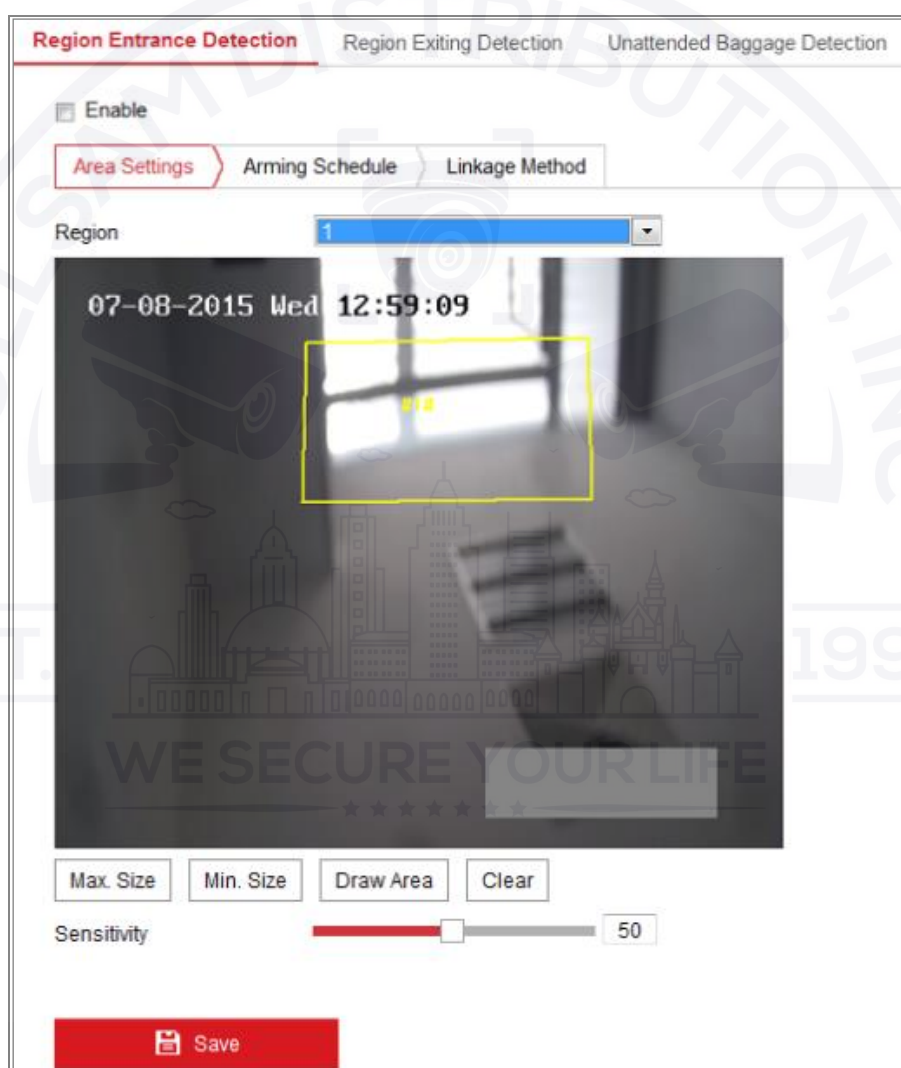 Region Entrance Detection Region Exiting Detection Unattended Baggage Detection
Enable
Area Settings Arming Schedule Linkage Method
Region 1
07-08-2015 Wed 12:59:09
#1#
WE SECURE YOUR LIFE
Max. Size Min. Size Draw Area Clear
Sensitivity 50
Save